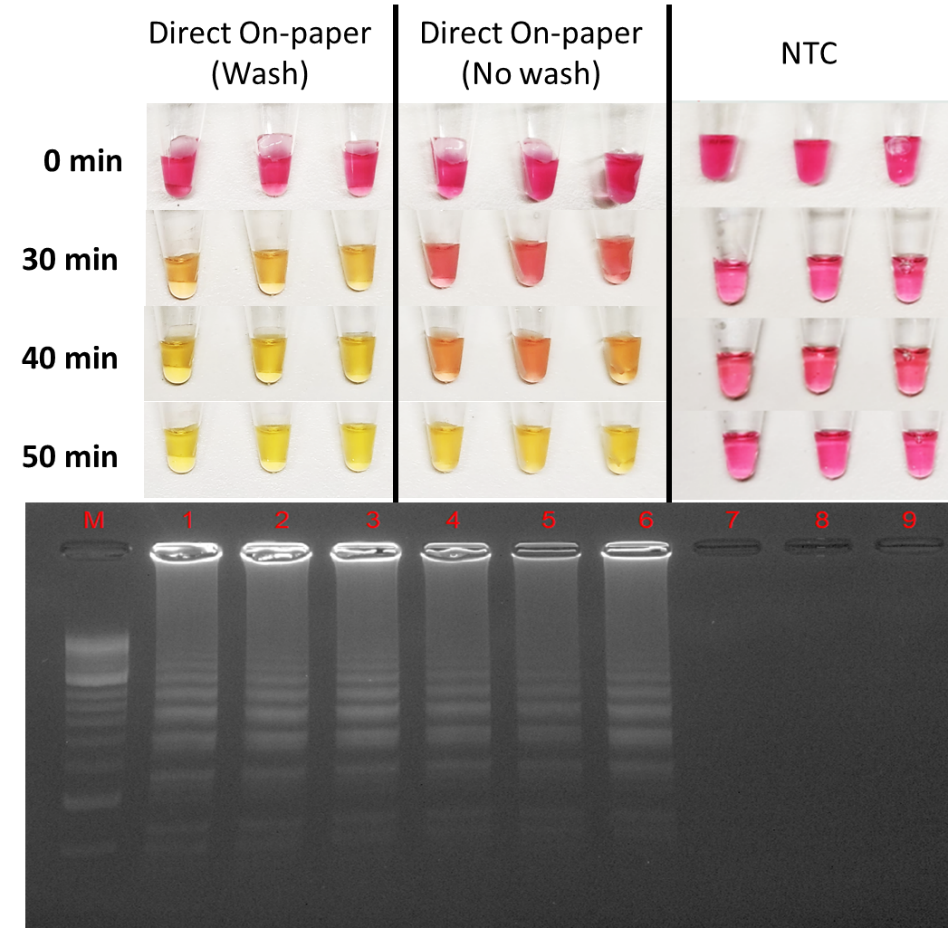 Direct On-paper
(Wash)
Direct On-paper
(No wash)
NTC
0 min
30 min
40 min
50 min
M 1 2 3 4 5 6 7 8 9